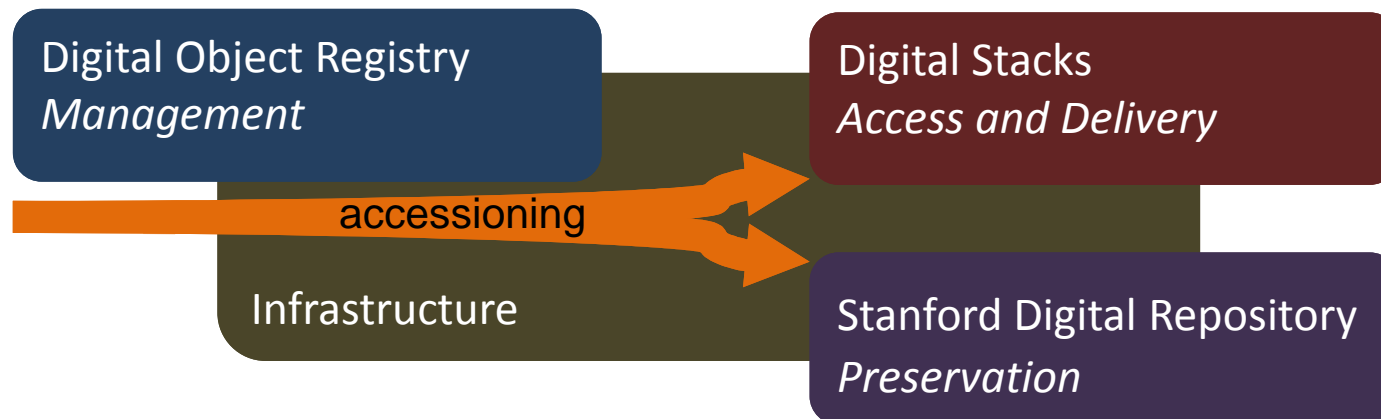 Digital Object Registry
Management
Digital Stacks
Access and Delivery
accessioning
Infrastructure
Stanford Digital Repository
Preservation